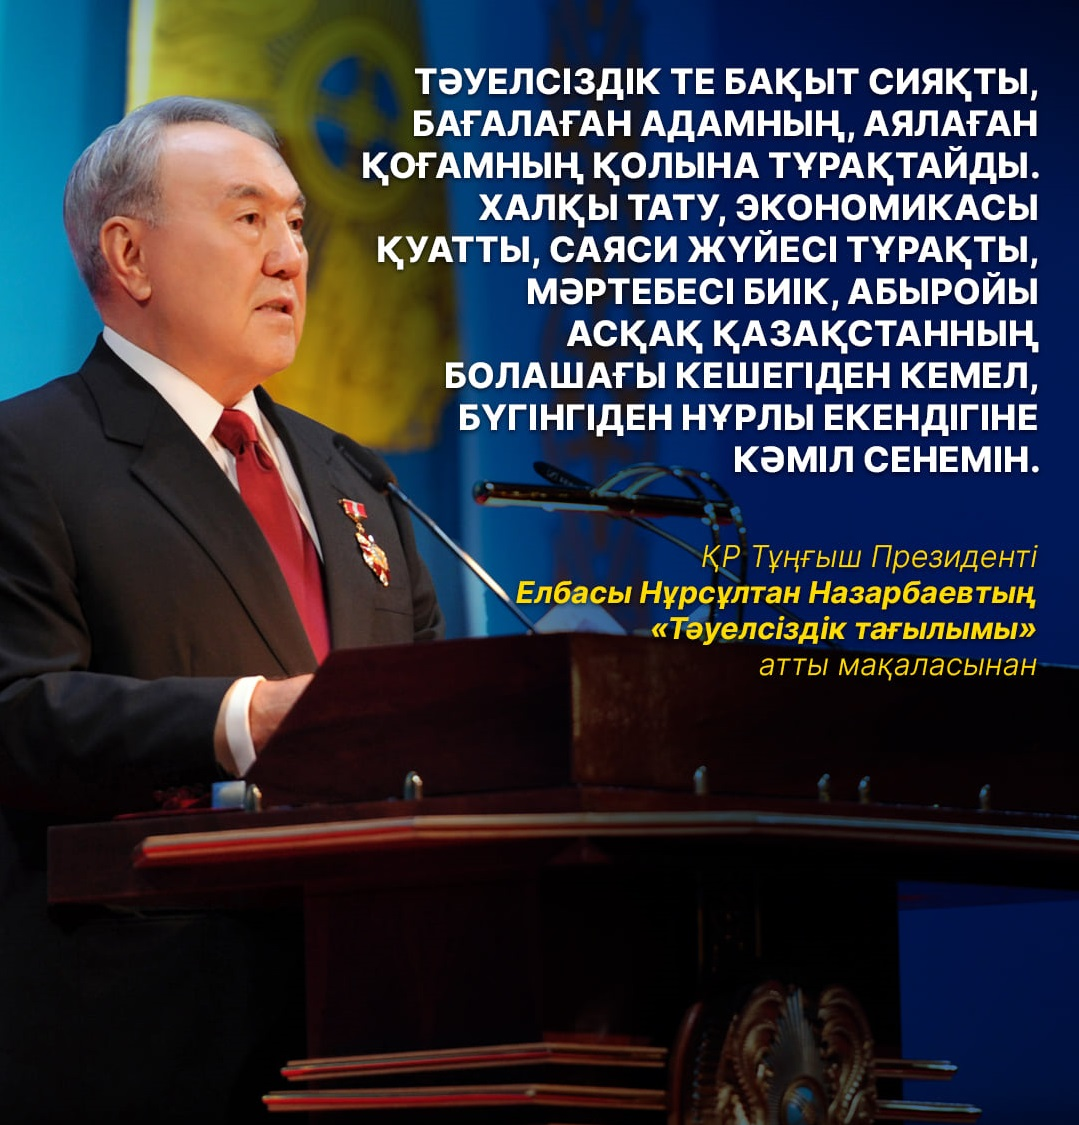 ТӘУЕЛСІЗДІК ТЕ БАҚЫТ СИЯҚТЫ,
БАҒАЛАҒАН АДАМНЫҢ, АЯЛАҒАН
ҚОҒАМНЫҢ ҚОЛЫНА ТҰРАҚТАЙДЫ.
ХАЛҚЫ ТАТУ, ЭКОНОМИКАСЫ
ҚУАТТЫ, САЯСИ ЖҮЙЕСІ ТҰРАҚТЫ,
МӘРТЕБЕСІ БИІК, АБЫРОЙЫ
АСҚАҚ ҚАЗАҚСТАННЫҢ
БОЛАШАҒЫ КЕШЕГІДЕН КЕМЕЛ,
БҮГІНГІДЕН НҰРЛЫ ЕКЕНДІГІНЕ
КӘМІЛ СЕНЕМІН.
ҚР Тұңғыш Президенті
Елбасы Нұрсұлтан Назарбаевтың
«Тәуелсіздік тағылымы»
атты мақаласынан